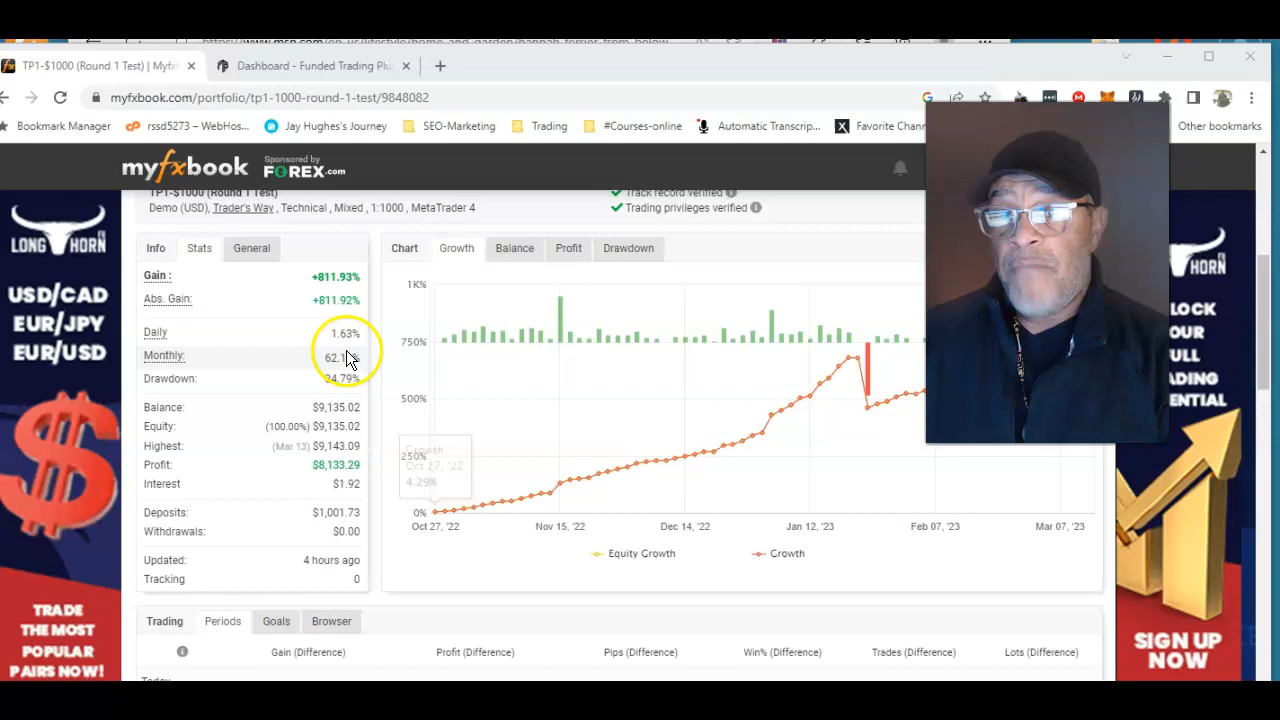 TP1-$1000 (Round 1 Test) | Myfx
Dashboard - Funded Trading Plu
myfxbook.com/portfolio/tp1-1000-round-1-test/9848082
Bookmark Manager
rssd5273 – WebHos...
Jay Hughes's Journey
SEO-Marketing
Trading
#Courses-online
Automatic Transcrip...
Favorite Chann
Other bookmarks
myfxbook
Sponsored by
FOREX.com
TP1-$1000 (Round 1 Test)
Demo (USD), Trader's Way , Technical , Mixed , 1:1000 , MetaTrader 4
Track record verified
Trading privileges verified
LONG HORN
USD/CAD
EUR/JPY
EUR/USD
TRADE
THE MOST
POPULAR
PAIRS NOW!
Info Stats General
Gain : +811.93%
Abs. Gain: +811.92%
Daily 1.63%
Monthly:
Drawdown: 34.79%
Balance: $9,135.02
Equity: (100.00%) $9,135.02
Highest: (Mar 13) $9,143.09
Profit: $8,133.29
Interest $1.92
Deposits: $1,001.73
Withdrawals: $0.00
Updated: 4 hours ago
Tracking 0
Chart Growth Balance Profit Drawdown
1K%
750%
500%
250%
0%
Growth
Oct 27, '22
4.29%
Oct 27, '22 Nov 15, '22 Dec 14, '22 Jan 12, '23 Feb 07, '23 Mar 07, '23
Equity Growth Growth
Trading Periods Goals Browser
Gain (Difference) Profit (Difference) Pips (Difference) Win% (Difference) Trades (Difference) Lots (Difference)
SIGN UP
NOW